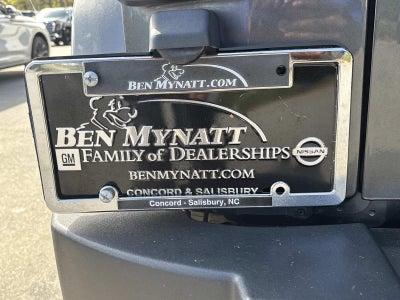 BEN MYNATT.COM
BEN MYNATT
GM FAMILY of DEALERSHIPS NISSAN
BENMYNATT.COM
CONCORD & SALISBURY
Concord - Salisbury, NC